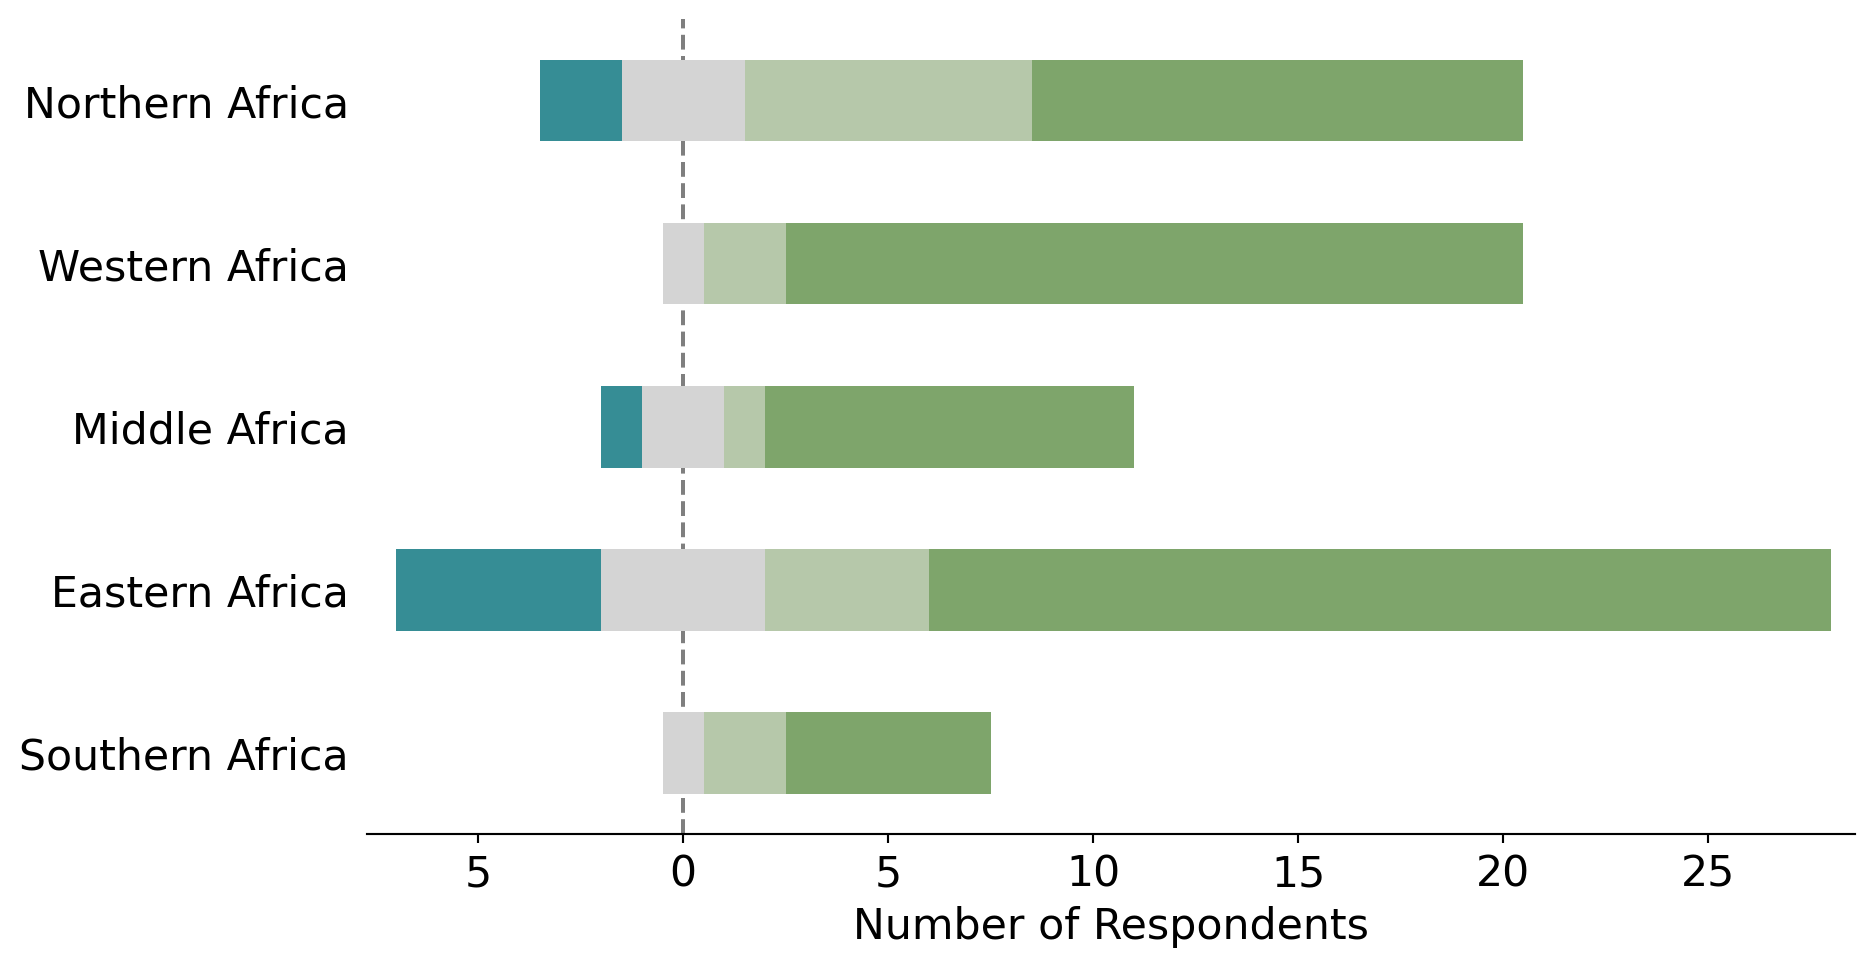 Northern Africa
Western Africa
Middle Africa
Eastern Africa
Southern Africa
5 0 5 10 15 20 25
Number of Respondents